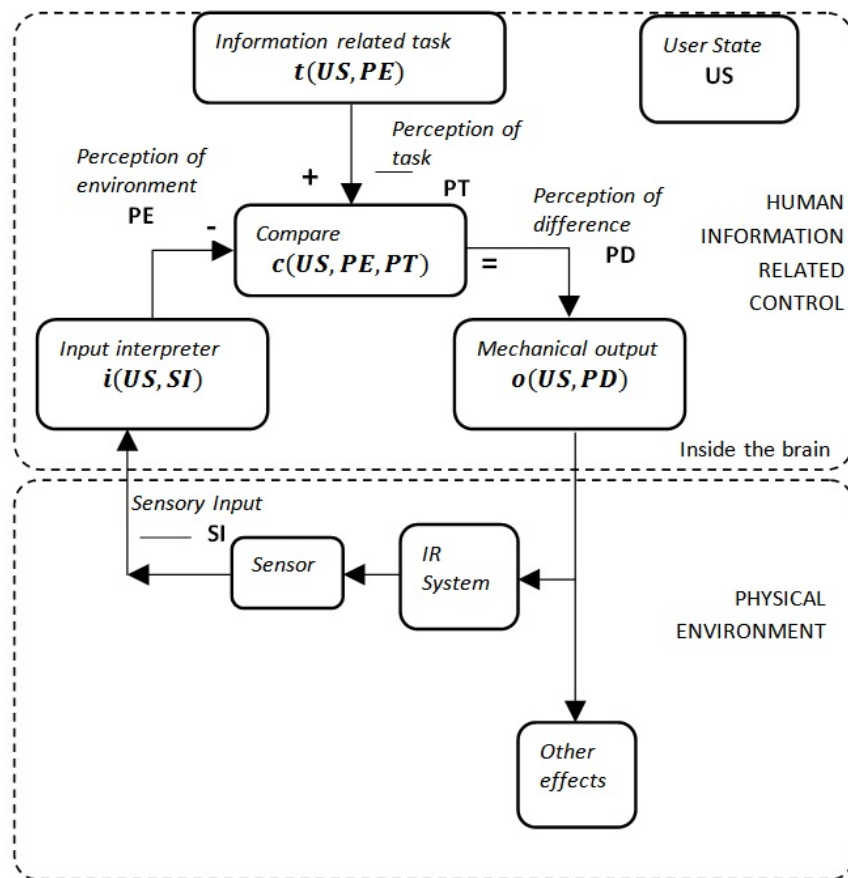 Information related task
t(US, PE)
User State
US
Perception of
task
PT
Perception of
environment
PE
+
-
Compare
c(US, PE, PT)
=
Perception of
difference
PD
HUMAN
INFORMATION
RELATED
CONTROL
Input interpreter
i(US, SI)
Mechanical output
o(US, PD)
Inside the brain
Sensory Input
SI
Sensor
IR
System
PHYSICAL
ENVIRONMENT
Other
effects